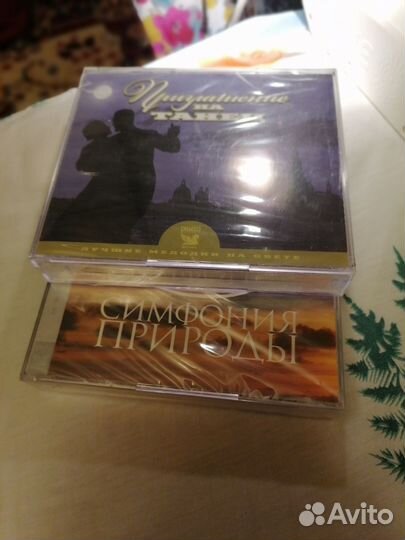 Приглашение
НА
ТАНЕЦ
ЛУЧШИЕ МЕЛОДИИ НА СВЕТЕ
СИМФОНИЯ
ПРИРОДЫ
Avito